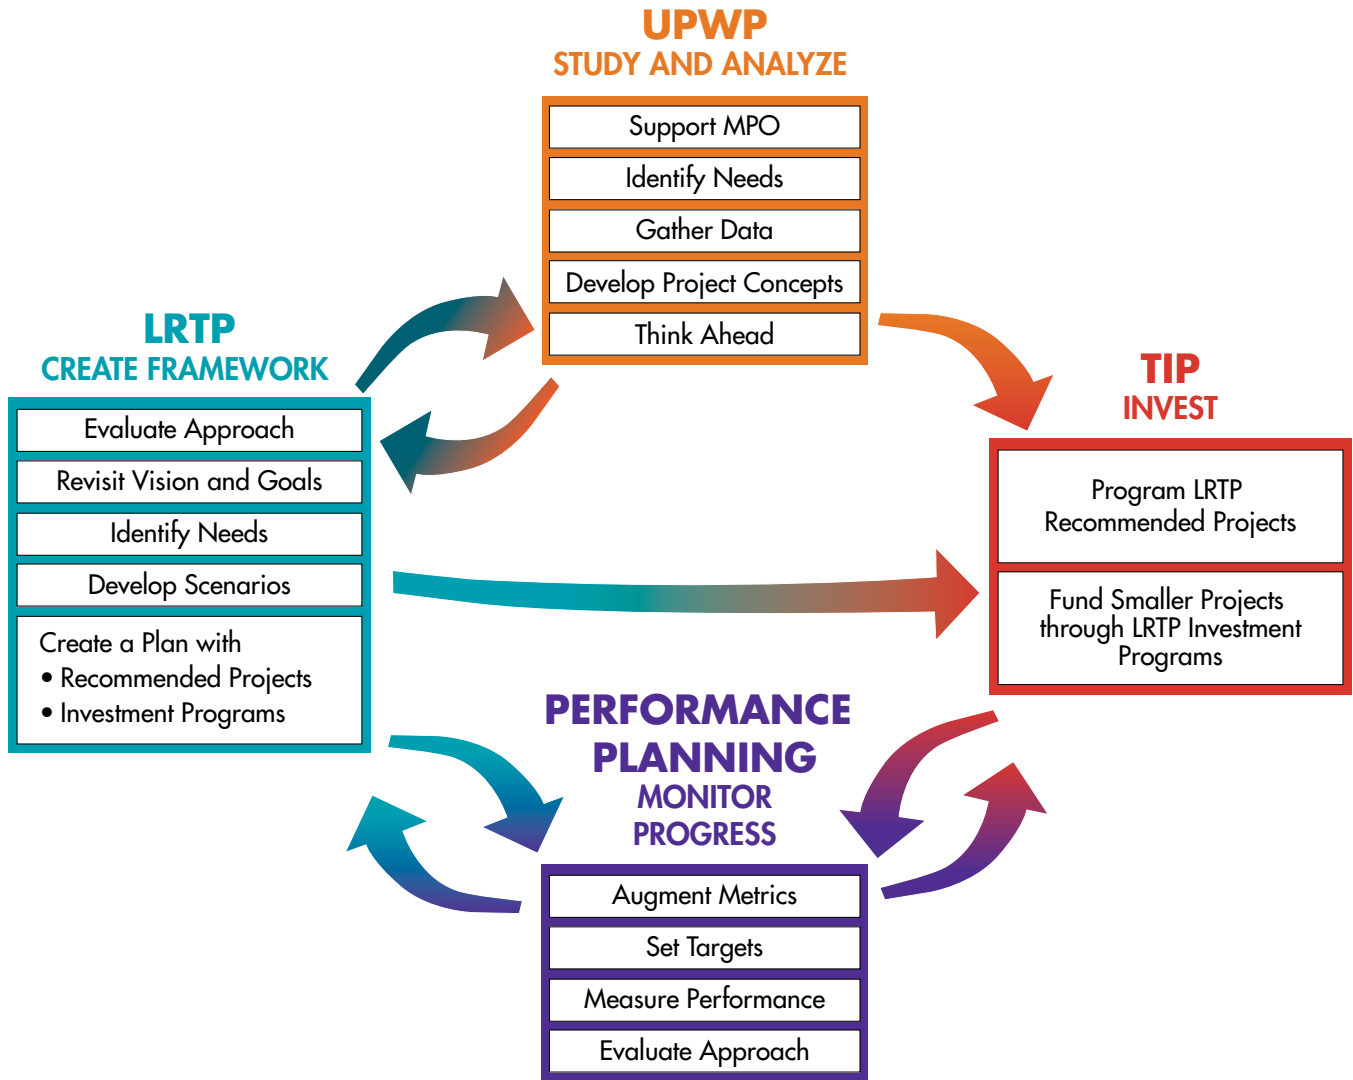 UPWP
STUDY AND ANALYZE
Support MPO
Identify Needs
Gather Data
Develop Project Concepts
Think Ahead
LRTP
CREATE FRAMEWORK
Evaluate Approach
Revisit Vision and Goals
Identify Needs
Develop Scenarios
Create a Plan with
• Recommended Projects
• Investment Programs
TIP
INVEST
Program LRTP
Recommended Projects
Fund Smaller Projects
through LRTP Investment
Programs
PERFORMANCE
PLANNING
MONITOR
PROGRESS
Augment Metrics
Set Targets
Measure Performance
Evaluate Approach